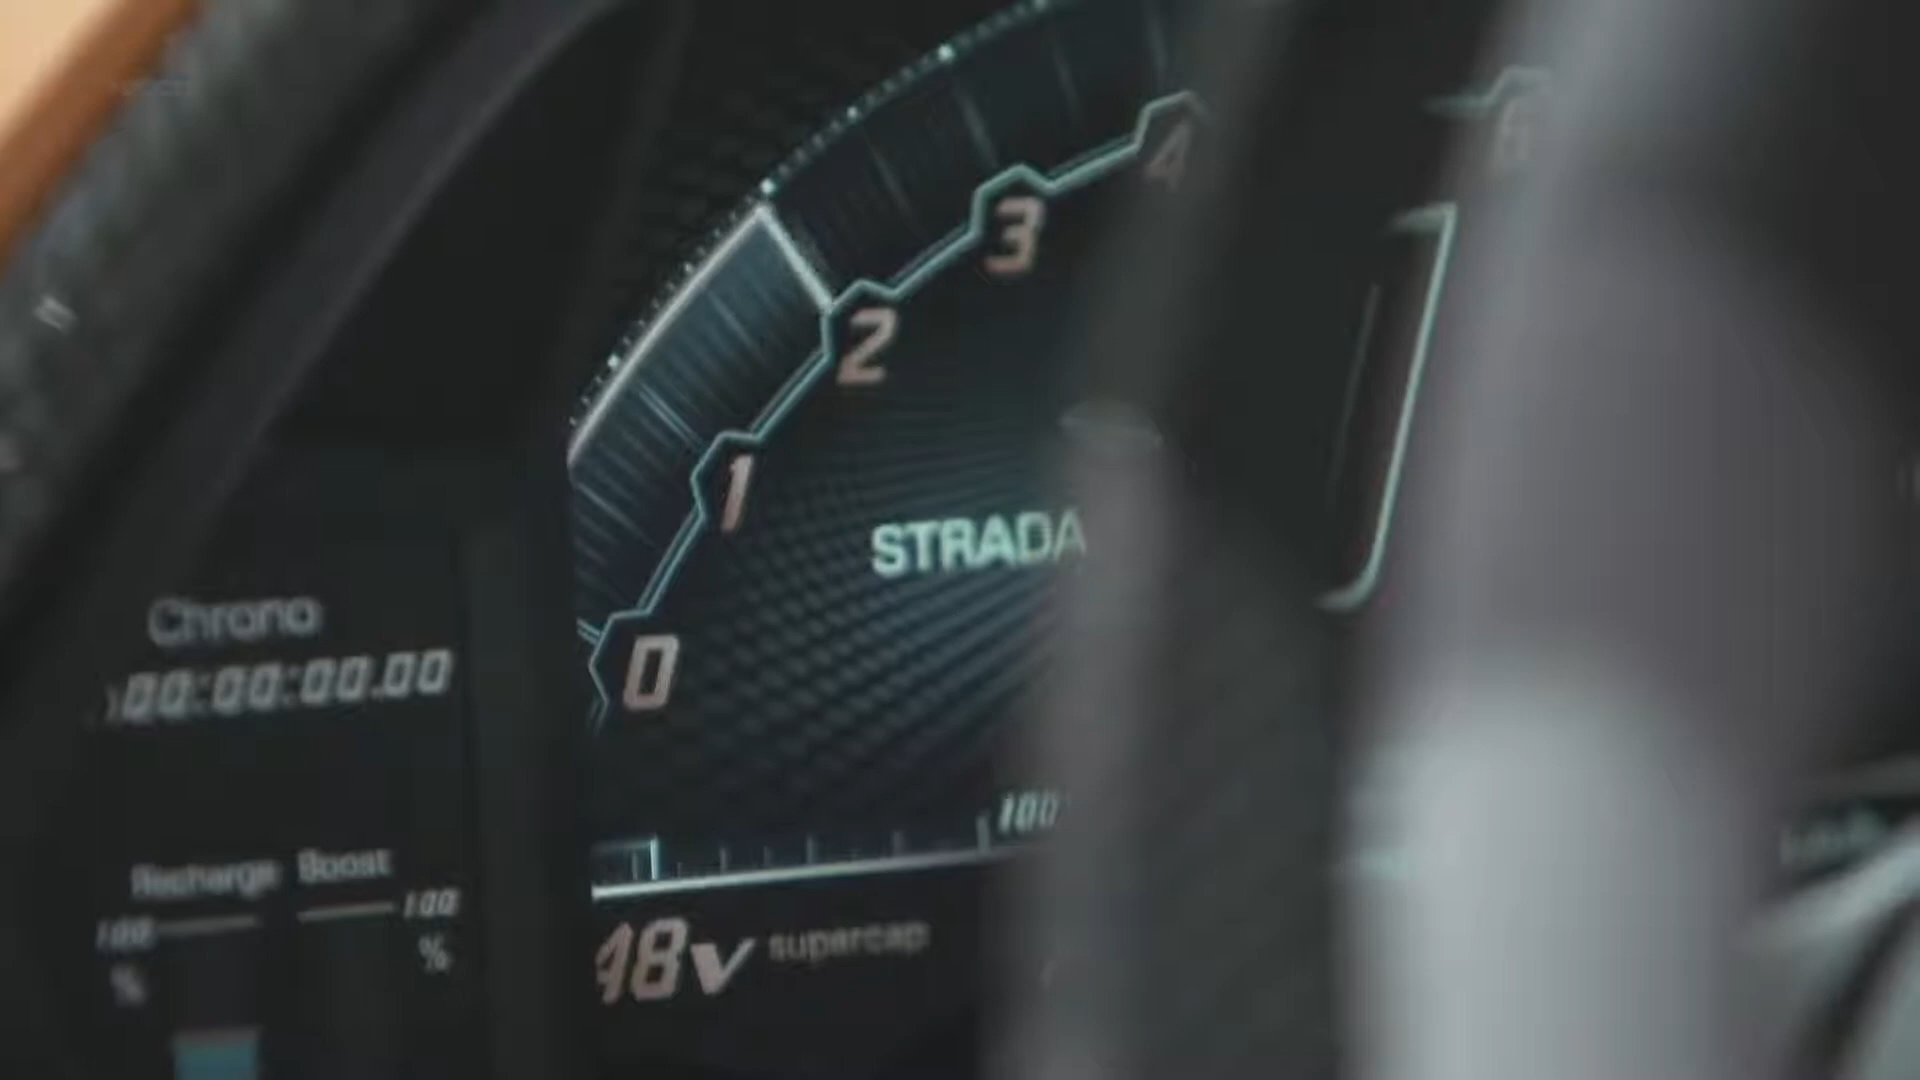 4
3
2
1
STRADA
0
Chrono
00:00:00.00
100
Recharge Boost
100 100
% %
48V supercap